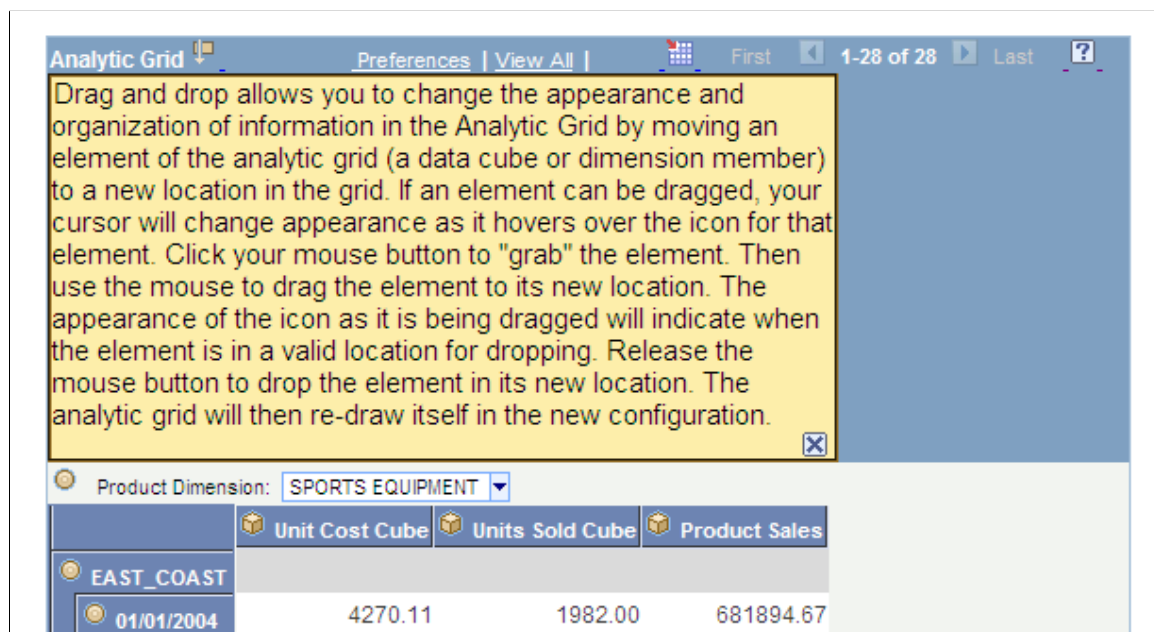 Analytic Grid Preferences | View All | First 1-28 of 28 Last ?
Drag and drop allows you to change the appearance and
organization of information in the Analytic Grid by moving an
element of the analytic grid (a data cube or dimension member)
to a new location in the grid. If an element can be dragged, your
cursor will change appearance as it hovers over the icon for that
element. Click your mouse button to "grab" the element. Then
use the mouse to drag the element to its new location. The
appearance of the icon as it is being dragged will indicate when
the element is in a valid location for dropping. Release the
mouse button to drop the element in its new location. The
analytic grid will then re-draw itself in the new configuration.
Product Dimension: SPORTS EQUIPMENT
Unit Cost Cube Units Sold Cube Product Sales
EAST_COAST
01/01/2004 4270.11 1982.00 681894.67